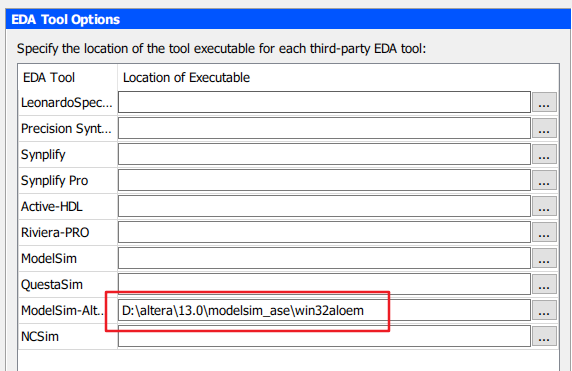 EDA Tool Options
Specify the location of the tool executable for each third-party EDA tool:
EDA Tool Location of Executable
LeonardoSpec... ...
Precision Synt... ...
Synplify ...
Synplify Pro ...
Active-HDL ...
Riviera-PRO ...
ModelSim ...
QuestaSim ...
ModelSim-Alt... D:\altera\13.0\modelsim_ase\win32aloem ...
NCSim ...